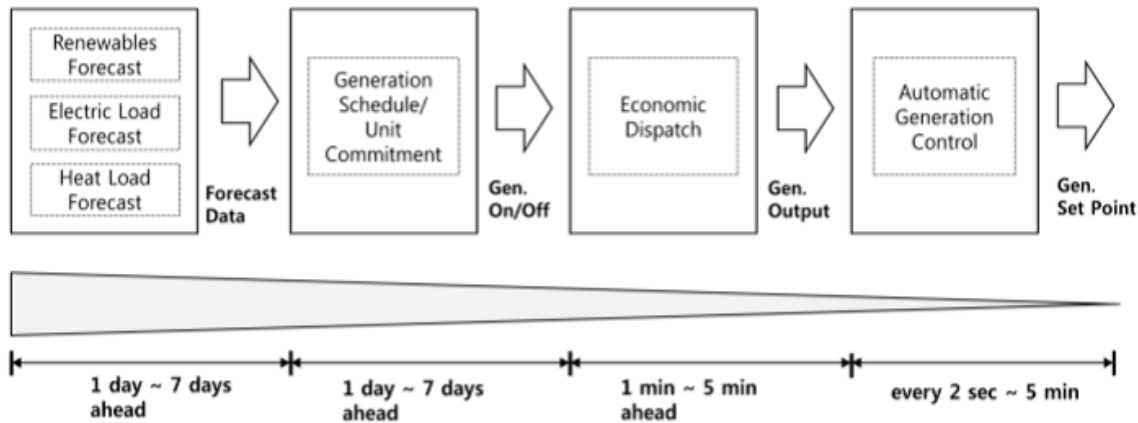 Renewables
Forecast
Electric Load
Forecast
Heat Load
Forecast
Forecast
Data
Generation
Schedule/
Unit
Commitment
Gen.
On/Off
Economic
Dispatch
Gen.
Output
Automatic
Generation
Control
Gen.
Set Point
1 day ~ 7 days
ahead
1 day ~ 7 days
ahead
1 min ~ 5 min
ahead
every 2 sec ~ 5 min